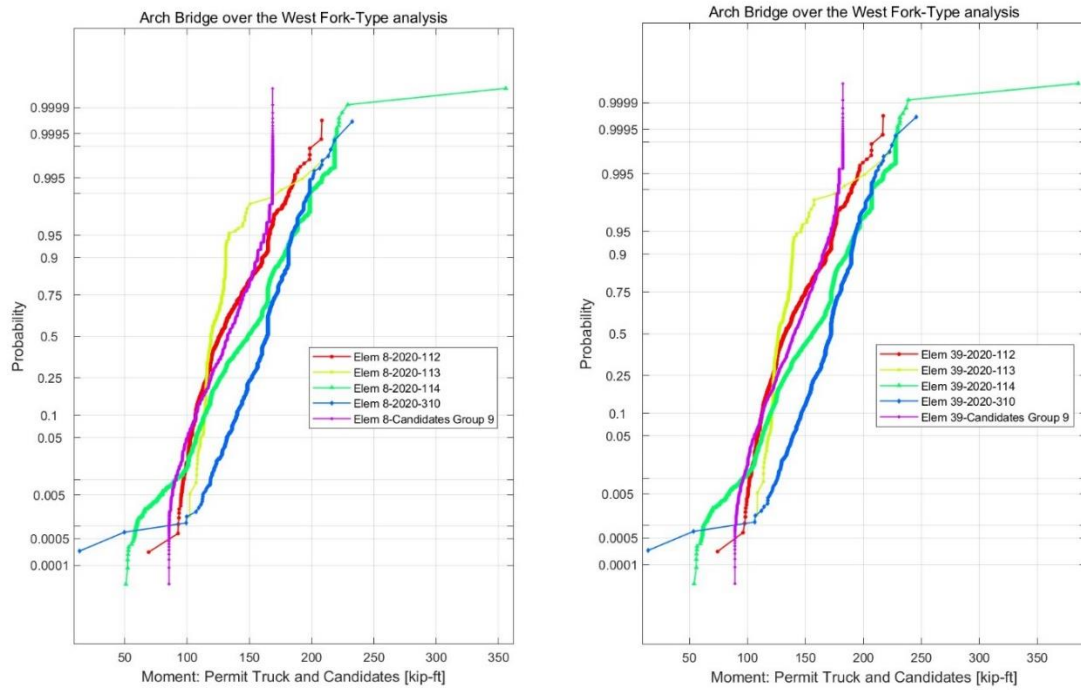 Arch Bridge over the West Fork-Type analysis
Probability
0.9999
0.9995
0.995
0.95
0.9
0.75
0.5
0.25
0.1
0.05
0.005
0.0005
0.0001
Elem 8-2020-112
Elem 8-2020-113
Elem 8-2020-114
Elem 8-2020-310
Elem 8-Candidates Group 9
50 100 150 200 250 300 350
Moment: Permit Truck and Candidates [kip-ft]
Arch Bridge over the West Fork-Type analysis
Probability
0.9999
0.9995
0.995
0.95
0.9
0.75
0.5
0.25
0.1
0.05
0.005
0.0005
0.0001
Elem 39-2020-112
Elem 39-2020-113
Elem 39-2020-114
Elem 39-2020-310
Elem 39-Candidates Group 9
50 100 150 200 250 300 350
Moment: Permit Truck and Candidates [kip-ft]